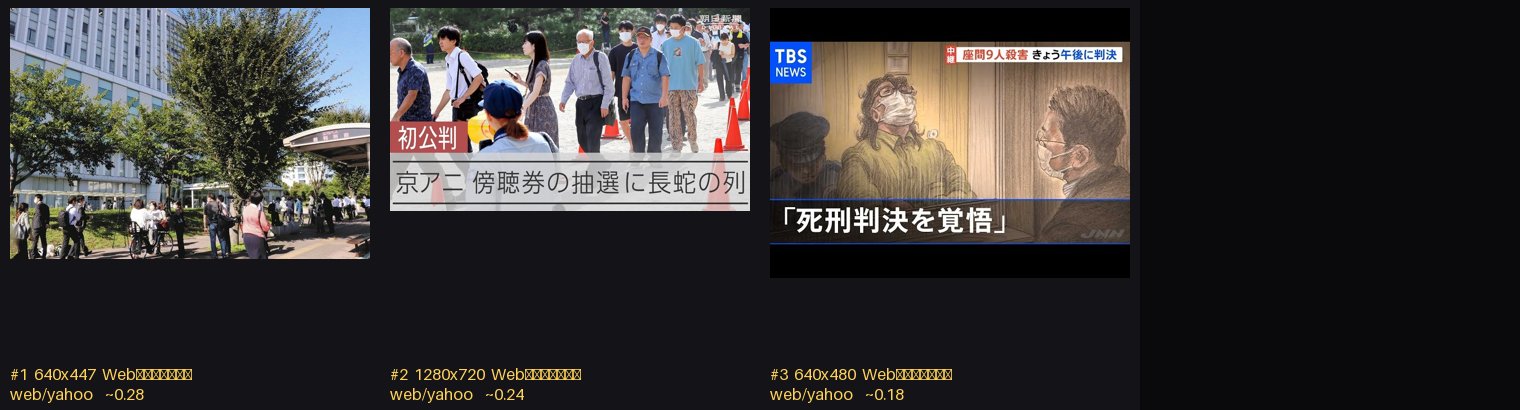 朝日新聞
初公判
京アニ 傍聴券の抽選に長蛇の列
TBS
NEWS
中継
座間9人殺害 きょう午後に判決
「死刑判決を覚悟」
JNN
#1 640x447 Web
web/yahoo ~0.28
#2 1280x720 Web
web/yahoo ~0.24
#3 640x480 Web
web/yahoo ~0.18